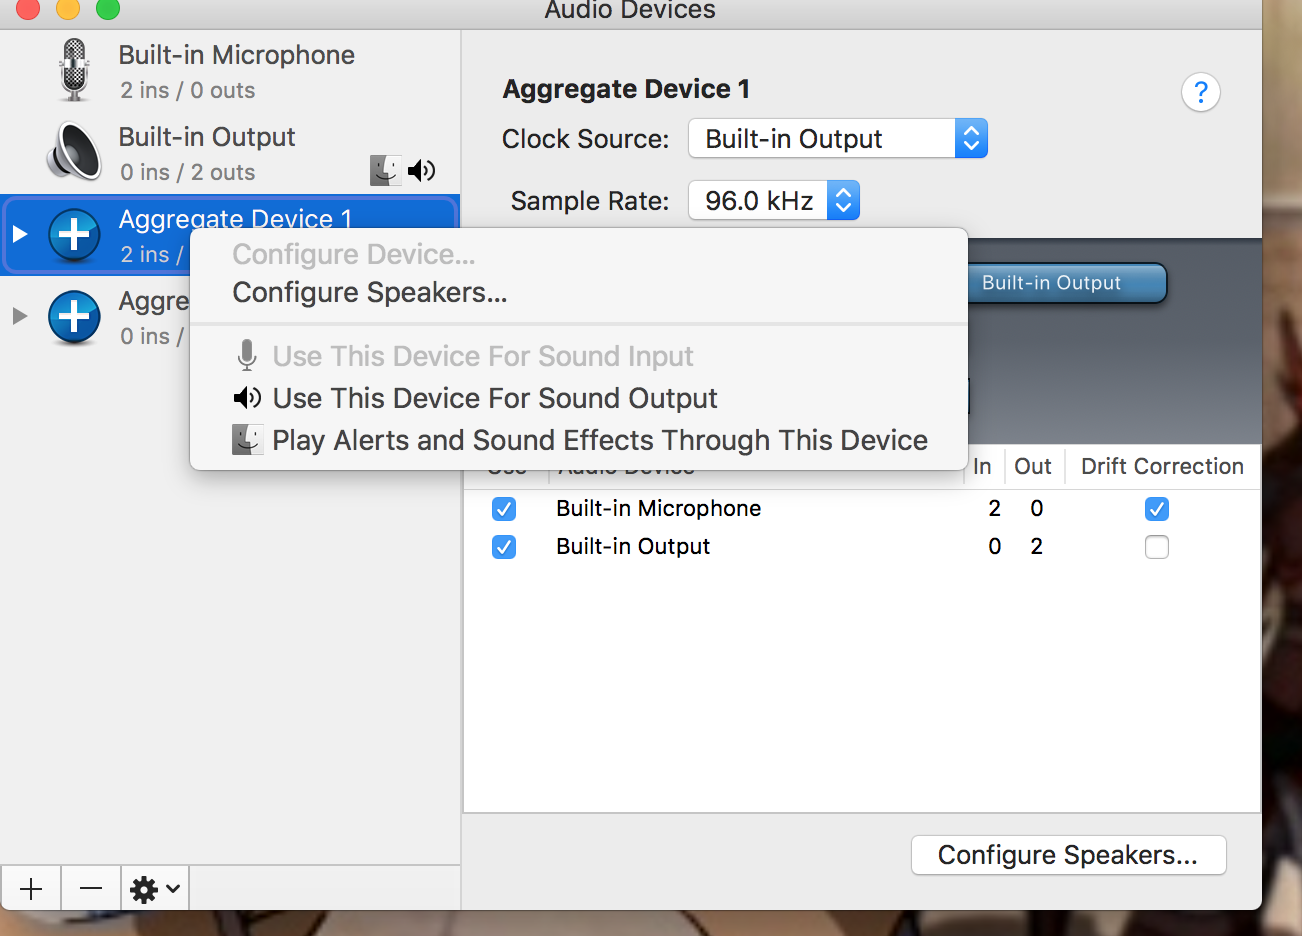 Audio Devices
Built-in Microphone
2 ins / 0 outs
Built-in Output
0 ins / 2 outs
Aggregate Device 1
2 ins /
Aggre
0 ins /
Aggregate Device 1
?
Clock Source: Built-in Output
Sample Rate: 96.0 kHz
Configure Device...
Configure Speakers...
Use This Device For Sound Input
Use This Device For Sound Output
Play Alerts and Sound Effects Through This Device
Built-in Output
Use Audio Device In Out Drift Correction
Built-in Microphone 2 0
Built-in Output 0 2
Configure Speakers...